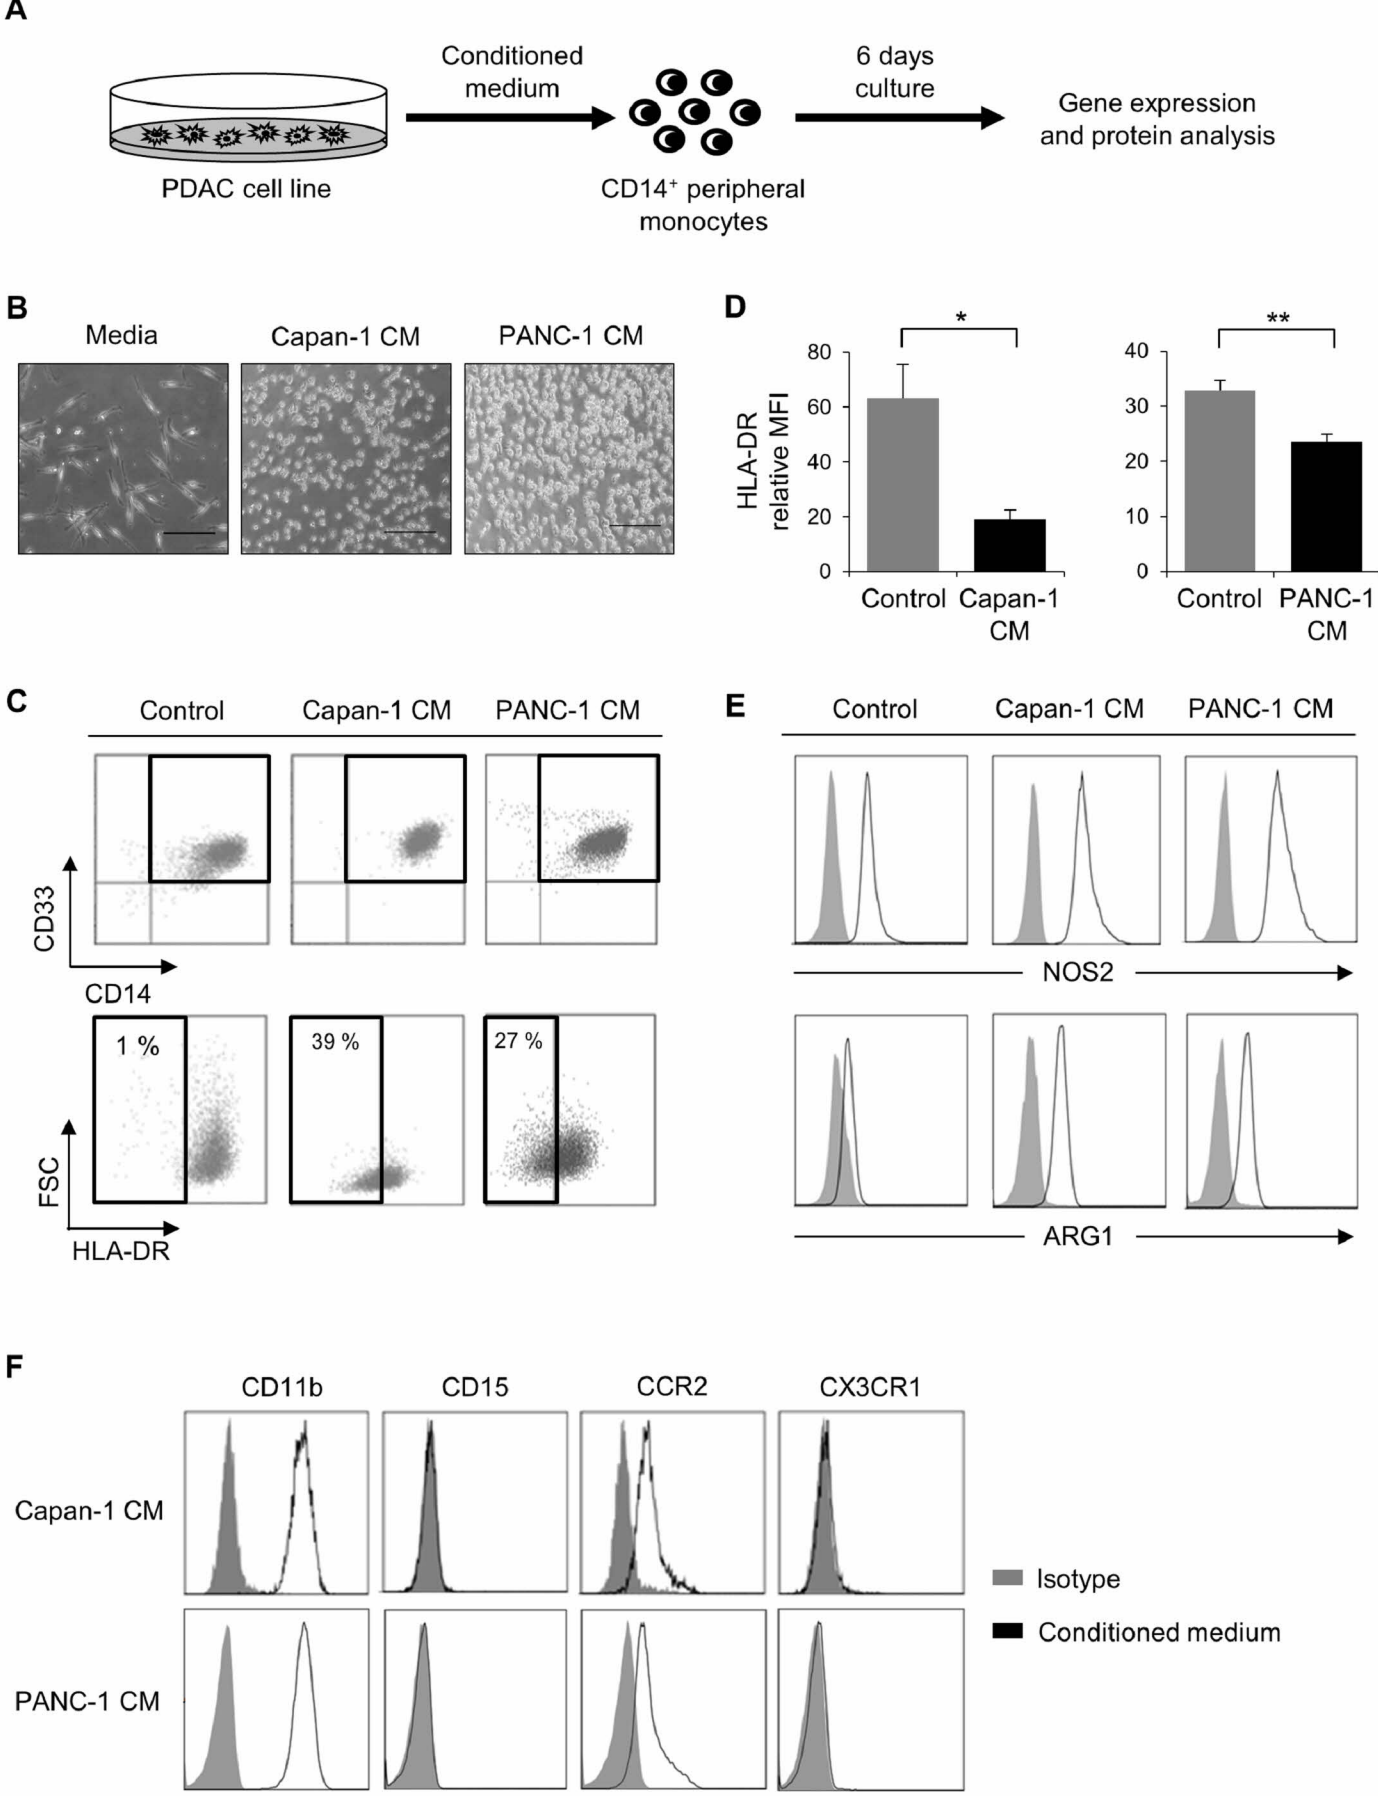 A
Conditioned
medium
6 days
culture
Gene expression
and protein analysis
PDAC cell line
CD14⁺ peripheral
monocytes
B
Media
Capan-1 CM
PANC-1 CM
D
HLA-DR
relative MFI
80
60
40
20
0
*
Control
Capan-1
CM
40
30
20
10
0
**
Control
PANC-1
CM
C
Control
Capan-1 CM
PANC-1 CM
CD33
CD14
1 %
39 %
27 %
FSC
HLA-DR
E
Control
Capan-1 CM
PANC-1 CM
NOS2
ARG1
F
CD11b
CD15
CCR2
CX3CR1
Capan-1 CM
PANC-1 CM
Isotype
Conditioned medium